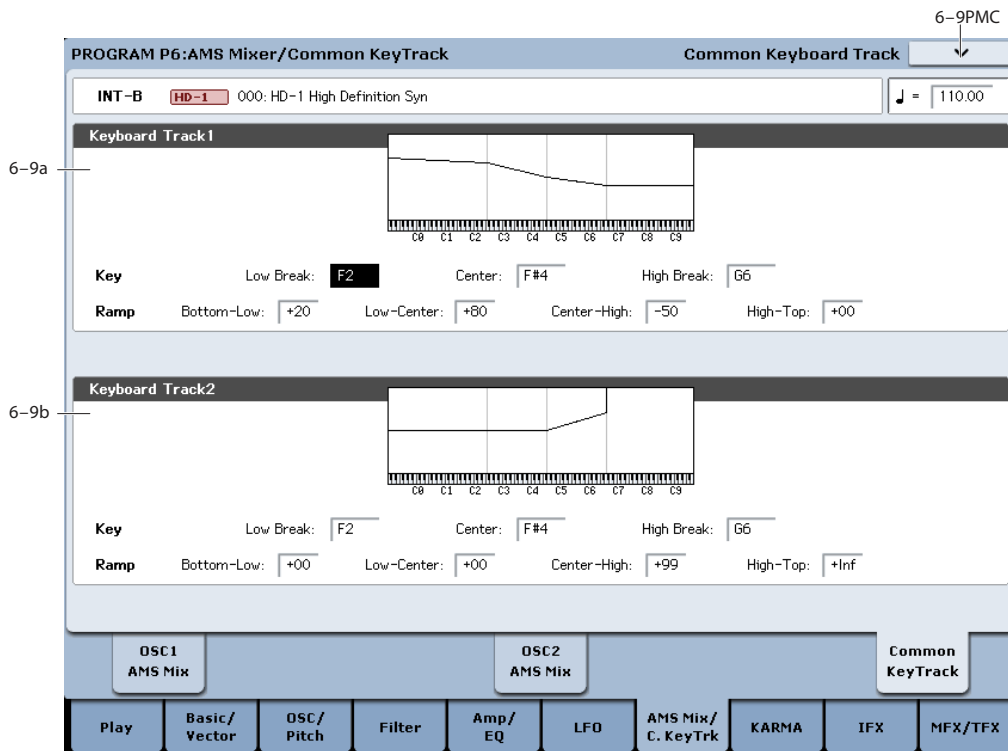 6–9PMC
PROGRAM P6:AMS Mixer/Common KeyTrack Common Keyboard Track
INT-B HD-1 000: HD-1 High Definition Syn ♩ = 110.00
Keyboard Track1
6–9a
C0 C1 C2 C3 C4 C5 C6 C7 C8 C9
Key Low Break: F2 Center: F#4 High Break: G6
Ramp Bottom-Low: +20 Low-Center: +80 Center-High: -50 High-Top: +00
Keyboard Track2
6–9b
C0 C1 C2 C3 C4 C5 C6 C7 C8 C9
Key Low Break: F2 Center: F#4 High Break: G6
Ramp Bottom-Low: +00 Low-Center: +00 Center-High: +99 High-Top: +Inf
OSC1 OSC2 Common
AMS Mix AMS Mix KeyTrack
Play Basic/ OSC/ Filter Amp/ LFO AMS Mix/ KARMA IFX MFX/TFX
Vector Pitch EQ C. KeyTrk